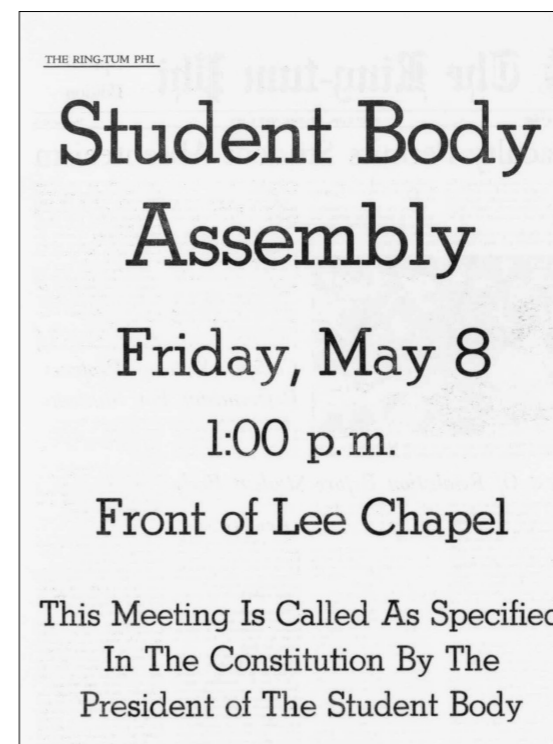 THE RING-TUM PHI
Student Body
Assembly
Friday, May 8
1:00 p.m.
Front of Lee Chapel
This Meeting Is Called As Specified
In The Constitution By The
President of The Student Body